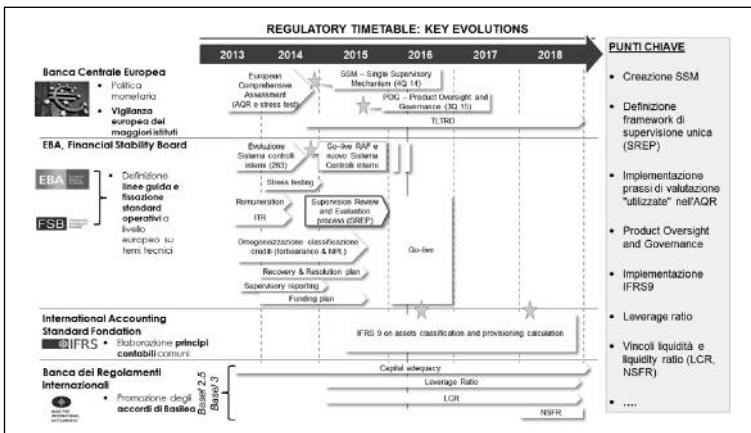 REGULATORY TIMETABLE: KEY EVOLUTIONS
2013 2014 2015 2016 2017 2018
Banca Centrale Europea
• Politica
monetaria
• Vigilanza
europea dei
maggiori istituti
European
Comprehensive
Assessment
(AQR e stress test)
SSM – Single Supervisory
Mechanism (4Q 14)
POG – Product Oversight and
Governance (3Q 15)
TLTRO
EBA, Financial Stability Board
EBA
FSB
• Definizione
linee guida e
fissazione
standard
operativi a
livello
europeo su
temi tecnici
Evoluzione
Sistema controlli
interni (263)
Go-live RAF e
nuovo Sistema
Controlli interni
Stress testing
Remuneration
ITR
Supervision Review
and Evaluation
process (SREP)
Omogeneizzazione classificazione
crediti (forbearance & NPL)
Go-live
Recovery & Resolution plan
Supervisory reporting
Funding plan
International Accounting
Standard Fondation
IFRS
• Elaborazione principi
contabili comuni
IFRS 9 on assets classification and provisioning calculation
Banca dei Regolamenti
Internazionali
BANK FOR
INTERNATIONAL
SETTLEMENTS
• Promozione degli
accordi di Basilea
Basel 2.5
Basel 3
Capital adequacy
Leverage Ratio
LCR
NSFR
PUNTI CHIAVE
• Creazione SSM
• Definizione
framework di
supervisione unica
(SREP)
• Implementazione
prassi di valutazione
"utilizzate" nell'AQR
• Product Oversight
and Governance
• Implementazione
IFRS9
• Leverage ratio
• Vincoli liquidità e
liquidity ratio (LCR,
NSFR)
• ....